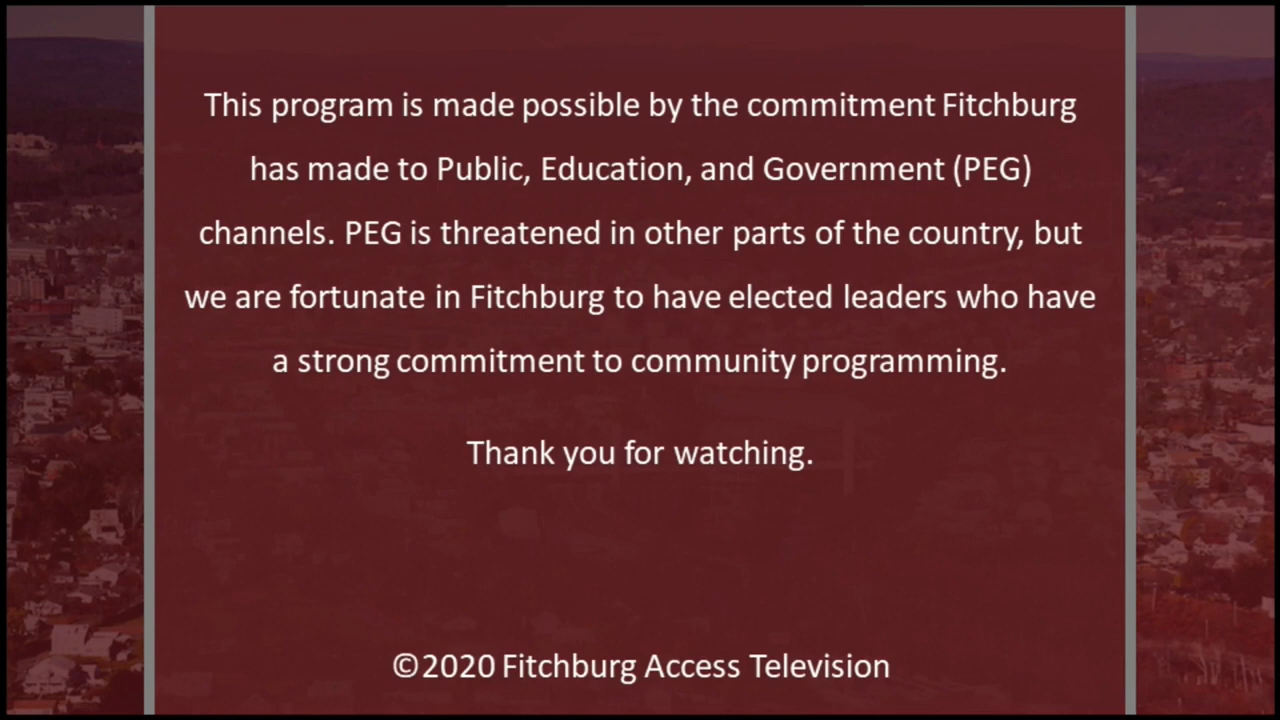 This program is made possible by the commitment Fitchburg
has made to Public, Education, and Government (PEG)
channels. PEG is threatened in other parts of the country, but
we are fortunate in Fitchburg to have elected leaders who have
a strong commitment to community programming.
Thank you for watching.
©2020 Fitchburg Access Television